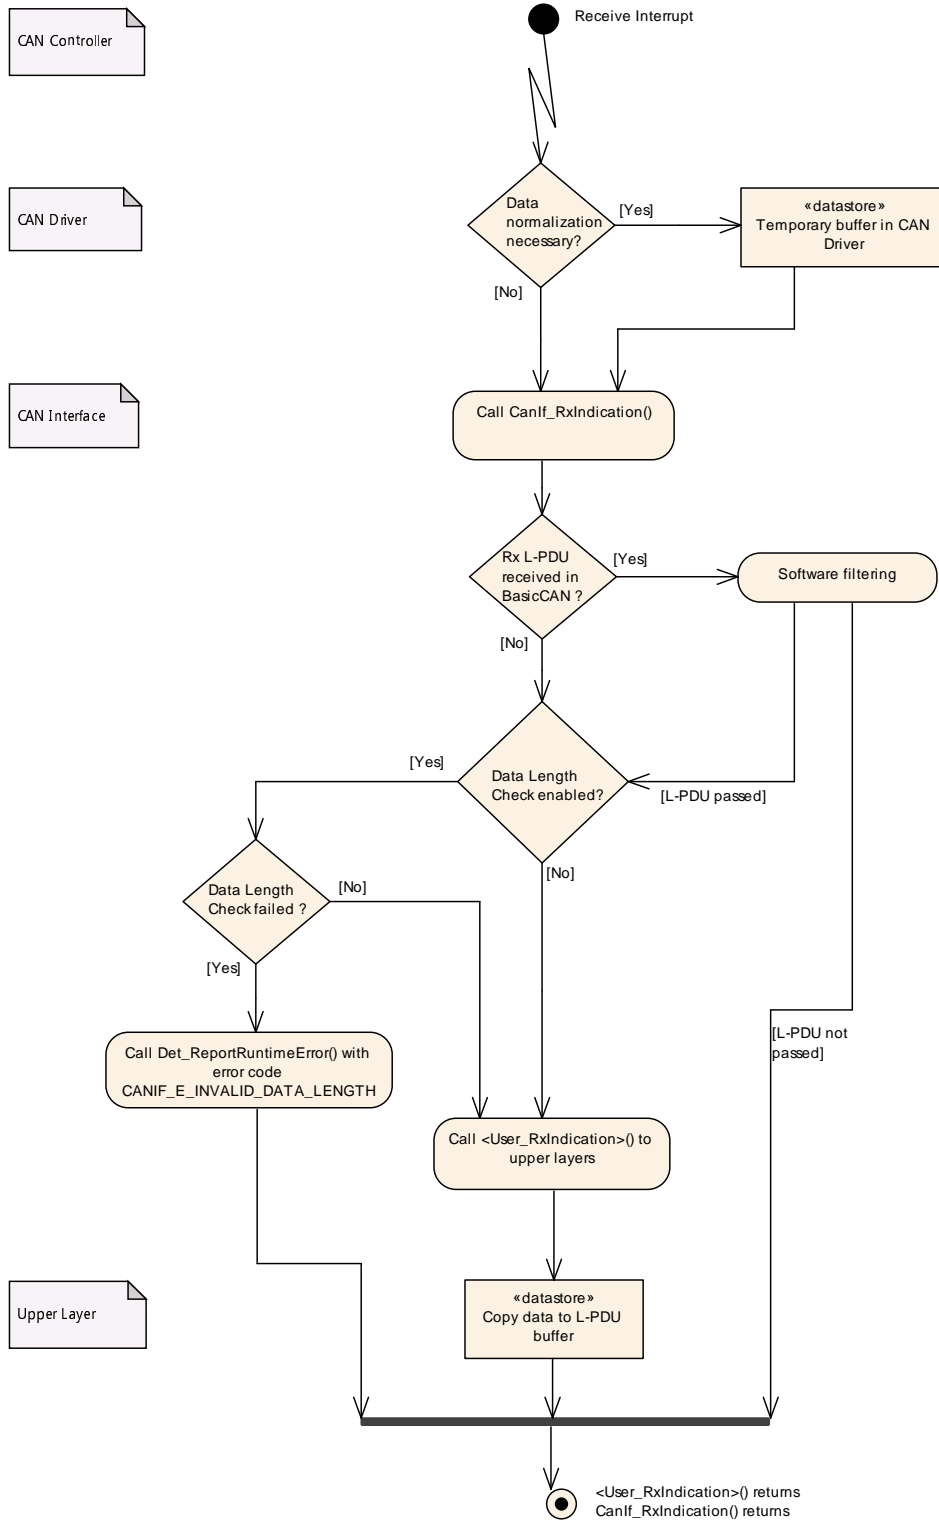 Receive Interrupt
CAN Controller
Data
normalization
necessary?
[Yes]
«datastore»
Temporary buffer in CAN
Driver
CAN Driver
[No]
CAN Interface
Call CanIf_RxIndication()
Rx L-PDU
received in
BasicCAN ?
[Yes]
Software filtering
[No]
[Yes]
Data Length
Check enabled?
[L-PDU passed]
[No]
Data Length
Check failed ?
[No]
[Yes]
[L-PDU not
passed]
Call Det_ReportRuntimeError() with
error code
CANIF_E_INVALID_DATA_LENGTH
Call <User_RxIndication>() to
upper layers
Upper Layer
«datastore»
Copy data to L-PDU
buffer
<User_RxIndication>() returns
CanIf_RxIndication() returns